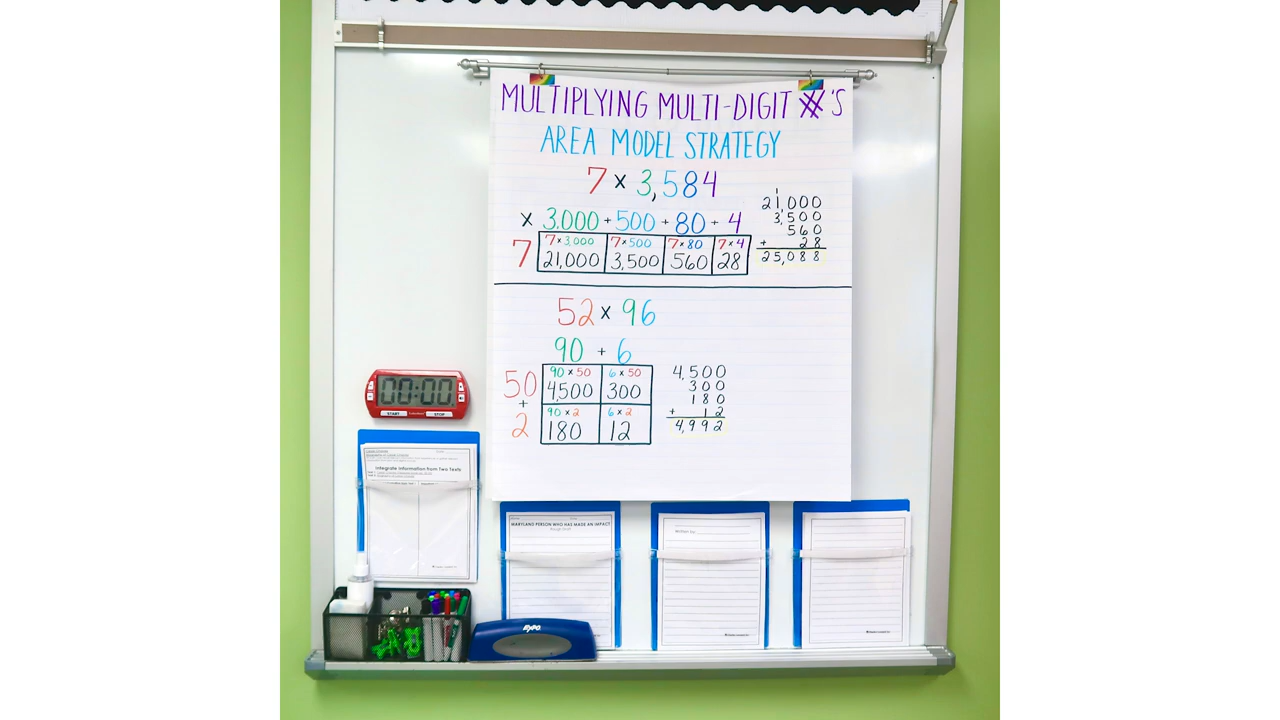 MULTIPLYING MULTI-DIGIT #'S
AREA MODEL STRATEGY
7 × 3,584
× 3,000 + 500 + 80 + 4
7×3,000 7×500 7×80 7×4
7 21,000 3,500 560 28
1
21,000
3,500
560
+ 28
25,088
52 × 96
90 + 6
90×50 6×50
50 4,500 300
+
90×2 6×2
2 180 12
4,500
300
180
+ 12
4,992
00:00
START STOP
Integrate Information from Two Texts
MARYLAND PERSON WHO HAS MADE AN IMPACT
Written by:
EXPO